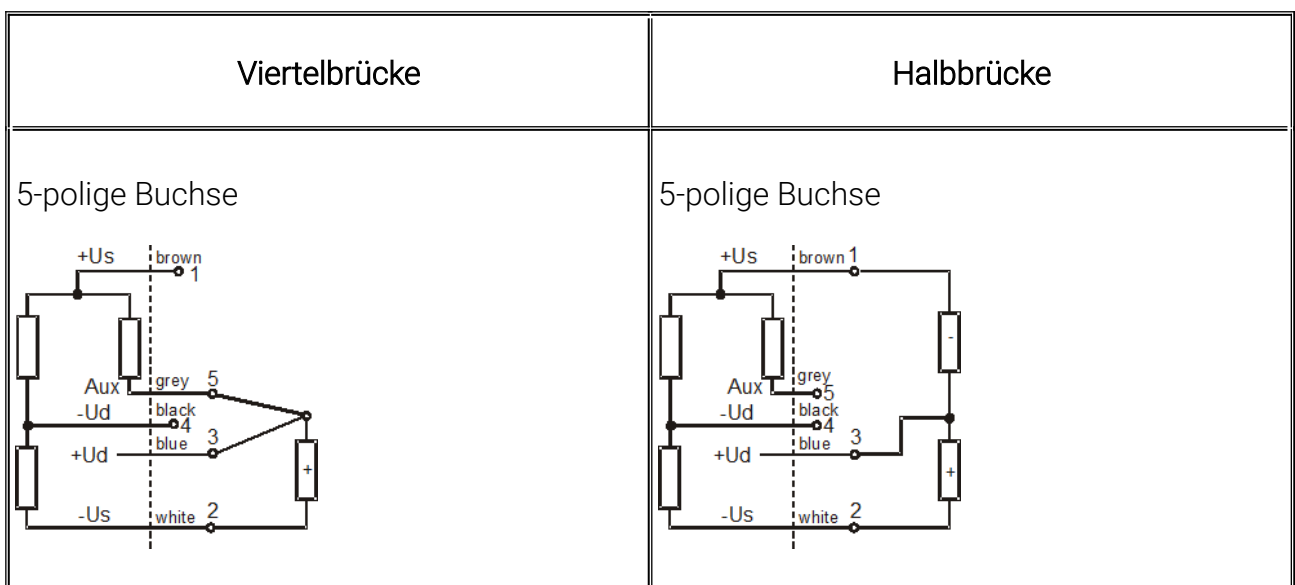 Viertelbrücke
Halbbrücke
5-polige Buchse
+Us brown
1
Aux grey 5
-Ud black
4
+Ud blue 3
+
-Us white 2
5-polige Buchse
+Us brown 1
-
Aux grey
5
-Ud black
4
+Ud blue 3
+
-Us white 2